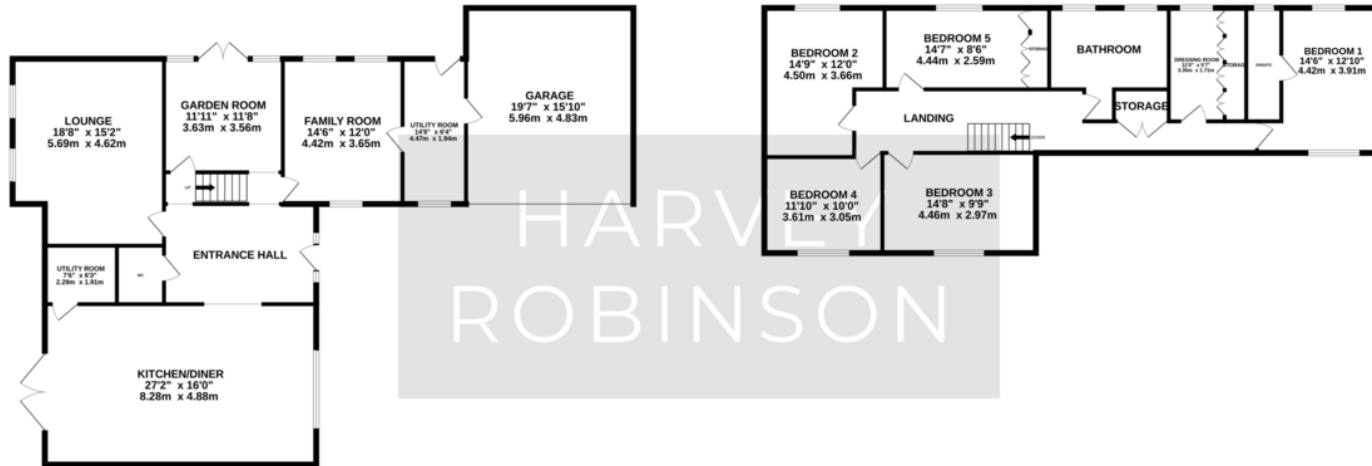 LOUNGE
18'8" x 15'2"
5.69m x 4.62m
GARDEN ROOM
11'11" x 11'8"
3.63m x 3.56m
UP
FAMILY ROOM
14'6" x 12'0"
4.42m x 3.65m
UTILITY ROOM
14'8" x 6'4"
4.47m x 1.94m
GARAGE
19'7" x 15'10"
5.96m x 4.83m
ENTRANCE HALL
UTILITY ROOM
7'6" x 6'3"
2.29m x 1.91m
WC
KITCHEN/DINER
27'2" x 16'0"
8.28m x 4.88m
BEDROOM 2
14'9" x 12'0"
4.50m x 3.66m
BEDROOM 5
14'7" x 8'6"
4.44m x 2.59m
STORAGE
BATHROOM
DRESSING ROOM
STORAGE
ENSUITE
BEDROOM 1
14'6" x 12'10"
4.42m x 3.91m
STORAGE
LANDING
DOWN
BEDROOM 4
11'10" x 10'0"
3.61m x 3.05m
BEDROOM 3
14'8" x 9'9"
4.46m x 2.97m
HARVEY
ROBINSON